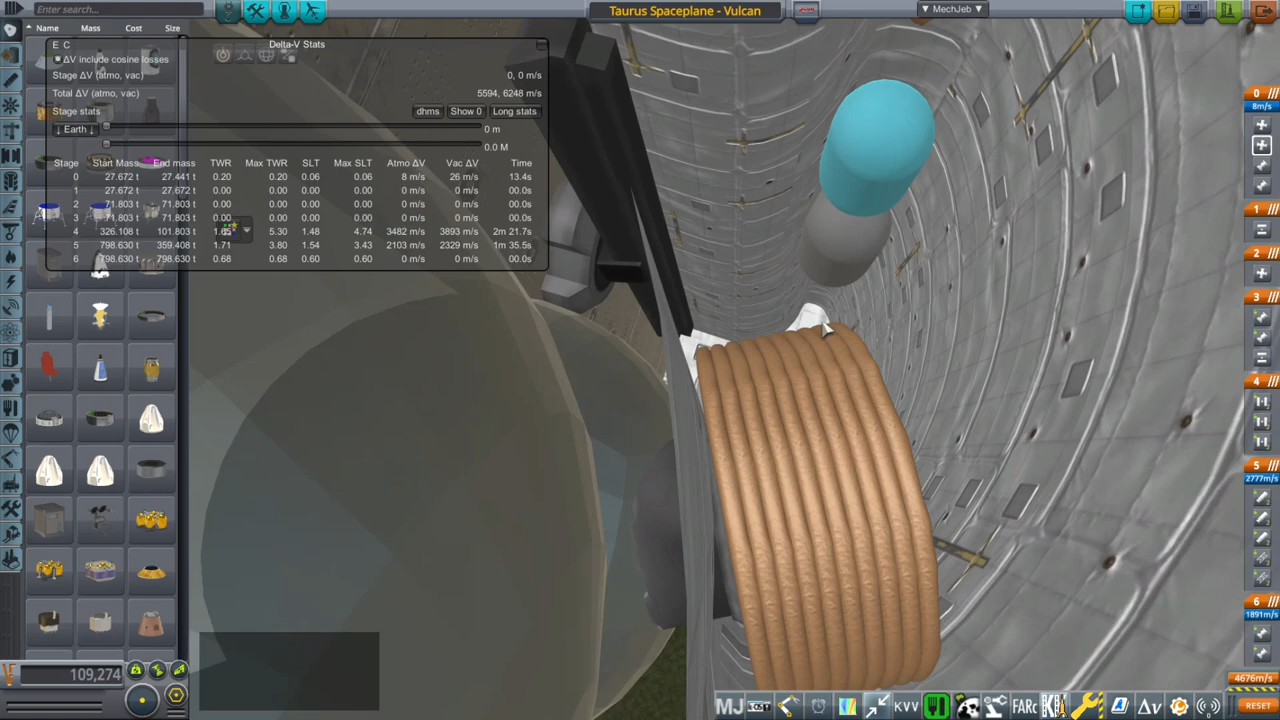 Enter search...
Taurus Spaceplane - Vulcan
▾ MechJeb ▾
Name Mass Cost Size
E C Delta-V Stats
ΔV include cosine losses
Stage ΔV (atmo, vac) 0, 0 m/s
Total ΔV (atmo, vac) 5594, 6248 m/s
Stage stats dhms Show 0 Long stats
↓ Earth ↓ 0 m
0.0 M
Stage Start Mass End mass TWR Max TWR SLT Max SLT Atmo ΔV Vac ΔV Time
0 27.672 t 27.441 t 0.20 0.20 0.06 0.06 8 m/s 26 m/s 13.4s
1 27.672 t 27.672 t 0.00 0.00 0.00 0.00 0 m/s 0 m/s 00.0s
2 71.803 t 71.803 t 0.00 0.00 0.00 0.00 0 m/s 0 m/s 00.0s
3 71.803 t 71.803 t 0.00 0.00 0.00 0.00 0 m/s 0 m/s 00.0s
4 326.108 t 101.803 t 1.65 5.30 1.48 4.74 3482 m/s 3893 m/s 2m 21.7s
5 798.630 t 359.408 t 1.71 3.80 1.54 3.43 2103 m/s 2329 m/s 1m 35.5s
6 798.630 t 798.630 t 0.68 0.68 0.60 0.60 0 m/s 0 m/s 00.0s
0
8m/s
1
2
3
4
5
2777m/s
6
1891m/s
4676m/s
109,274
MJ KVV FARc Δv
RESET